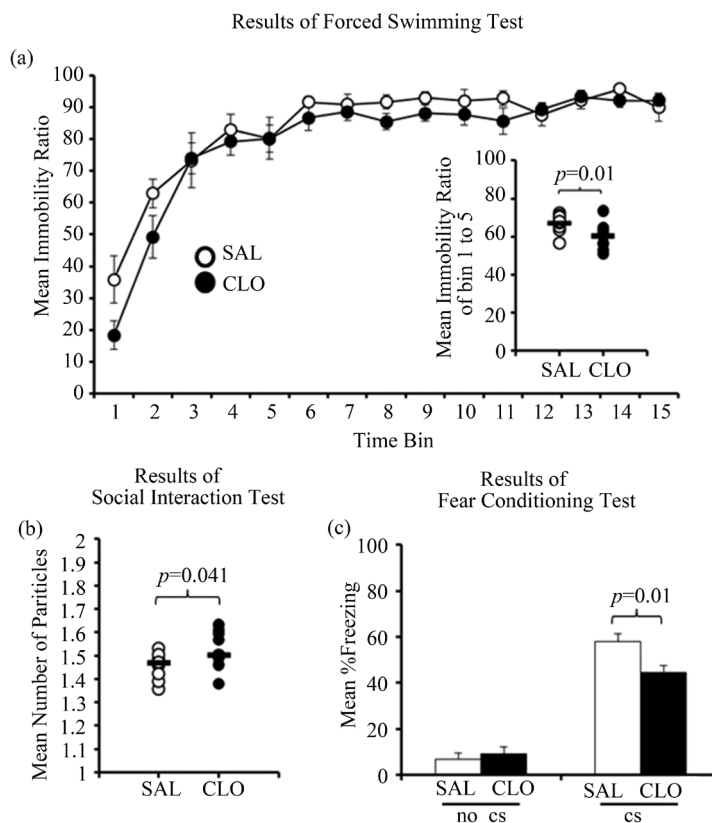 Results of Forced Swimming Test
(a)
Mean Immobility Ratio
100
90
80
70
60
50
40
30
20
10
0
SAL
CLO
1 2 3 4 5 6 7 8 9 10 11 12 13 14 15
Time Bin
Mean Immobility Ratio
of bin 1 to 5
100
80
60
40
20
0
p=0.01
SAL CLO
Results of
Social Interaction Test
(b)
Mean Number of Pariticles
2
1.9
1.8
1.7
1.6
1.5
1.4
1.3
1.2
1.1
1
p=0.041
SAL CLO
Results of
Fear Conditioning Test
(c)
Mean %Freezing
100
80
60
40
20
0
p=0.01
SAL CLO SAL CLO
no cs cs